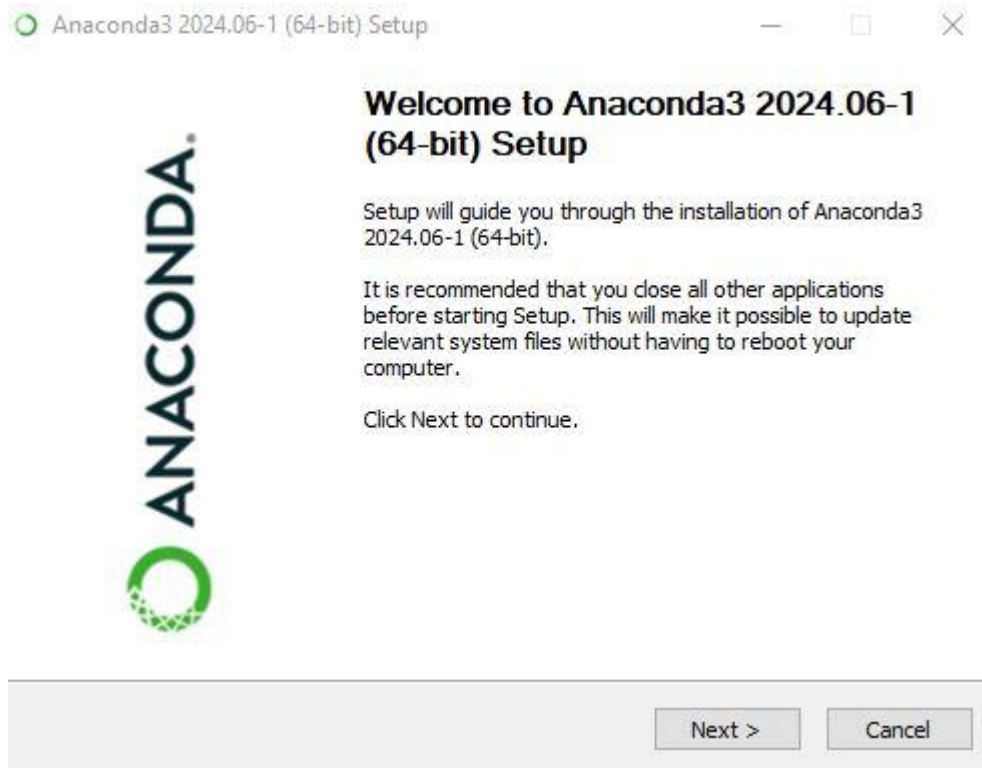 Anaconda3 2024.06-1 (64-bit) Setup
Welcome to Anaconda3 2024.06-1
(64-bit) Setup
Setup will guide you through the installation of Anaconda3
2024.06-1 (64-bit).
It is recommended that you close all other applications
before starting Setup. This will make it possible to update
relevant system files without having to reboot your
computer.
Click Next to continue.
ANACONDA.
Next >
Cancel